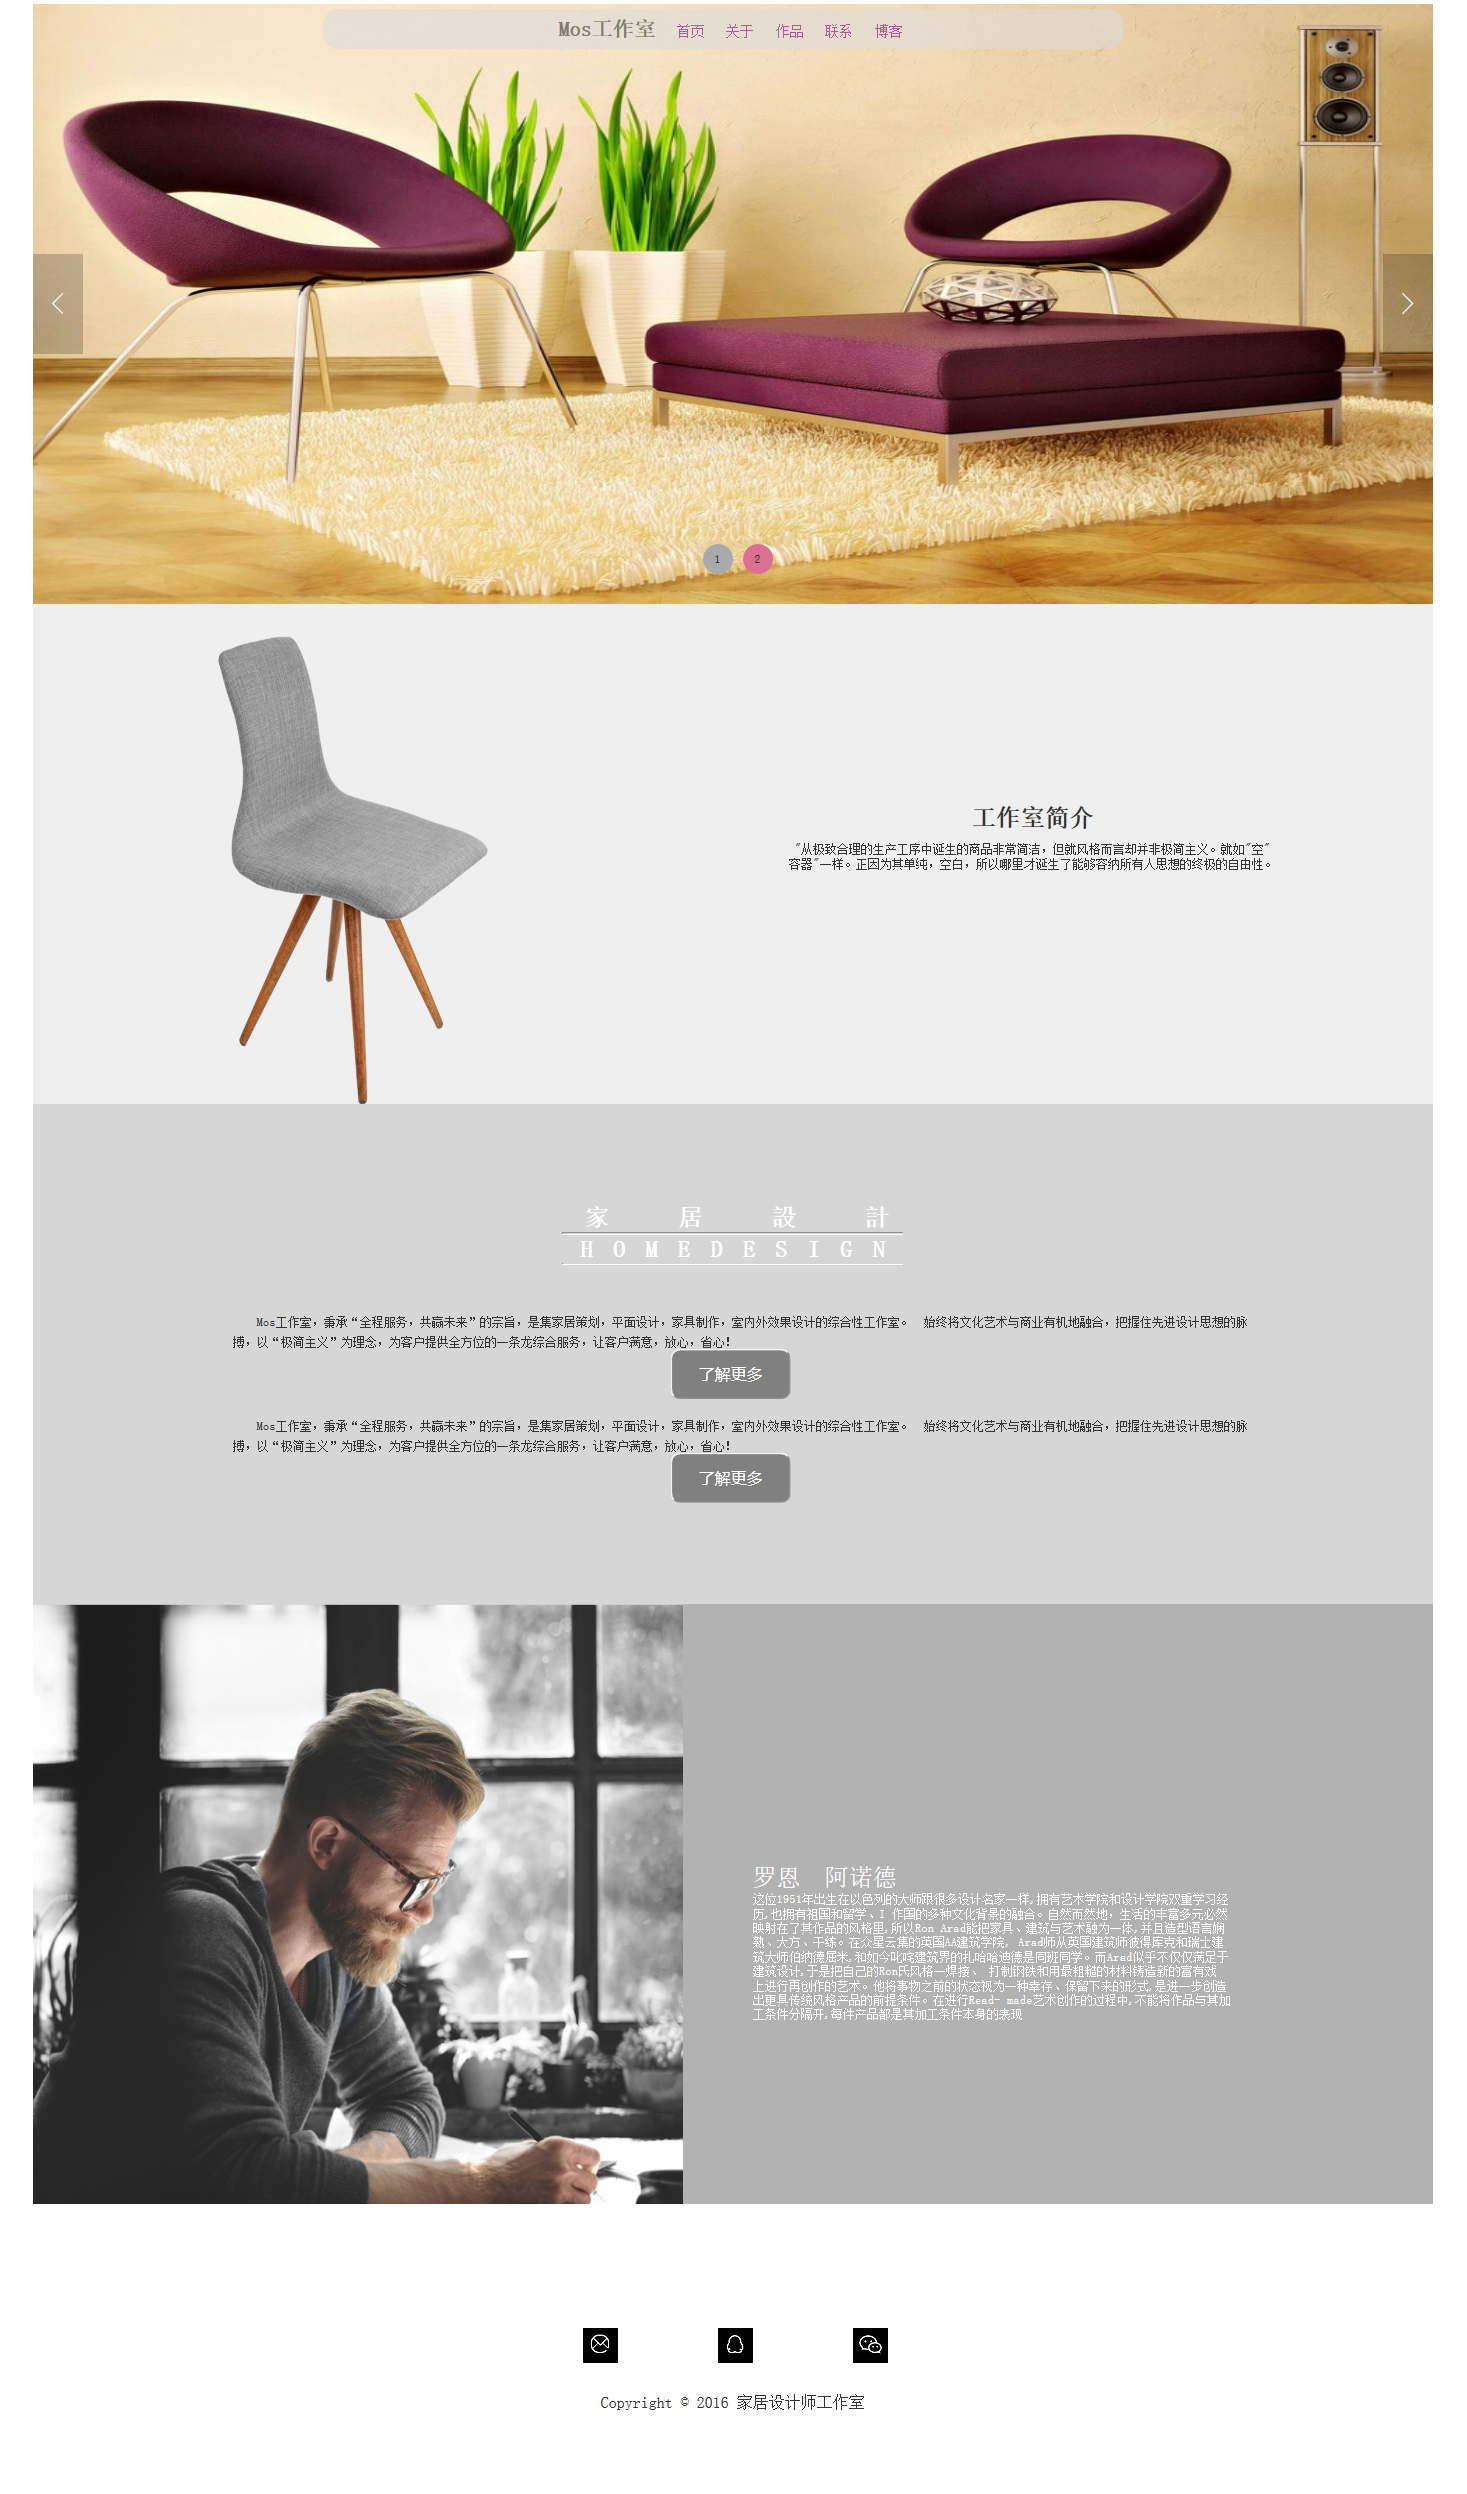 Mos工作室 首页 关于 作品 联系 博客
1 2
工作室简介
"从极致合理的生产工序中诞生的商品非常简洁，但就风格而言却并非极简主义。就如"空"
容器"一样。正因为其单纯，空白，所以哪里才诞生了能够容纳所有人思想的终极的自由性。
家 居 設 計
H O M E D E S I G N
Mos工作室，秉承“全程服务，共赢未来”的宗旨，是集家居策划，平面设计，家具制作，室内外效果设计的综合性工作室。 始终将文化艺术与商业有机地融合，把握住先进设计思想的脉
搏，以“极简主义”为理念，为客户提供全方位的一条龙综合服务，让客户满意，放心，省心！
了解更多
Mos工作室，秉承“全程服务，共赢未来”的宗旨，是集家居策划，平面设计，家具制作，室内外效果设计的综合性工作室。 始终将文化艺术与商业有机地融合，把握住先进设计思想的脉
搏，以“极简主义”为理念，为客户提供全方位的一条龙综合服务，让客户满意，放心，省心！
了解更多
罗恩 阿诺德
这位1951年出生在以色列的大师跟很多设计名家一样,拥有艺术学院和设计学院双重学习经
历,也拥有祖国和留学、I 作国的多种文化背景的融合。自然而然地，生活的丰富多元必然
映射在了其作品的风格里,所以Ron Arad能把家具、建筑与艺术融为一体,并且造型语言娴
熟、大方、干练。在众星云集的英国AA建筑学院, Arad师从英国建筑师彼得库克和瑞士建
筑大师伯纳德屈米,和如今叱咤建筑界的扎哈哈迪德是同班同学。而Arad似乎不仅仅满足于
建筑设计,于是把自己的Ron氏风格一焊接、 打制钢铁和用最粗糙的材料铸造新的富有戏
上进行再创作的艺术。他将事物之前的状态视为一种幸存、保留下来的形式,是进一步创造
出更具传统风格产品的前提条件。在进行Read- made艺术创作的过程中,不能将作品与其加
工条件分隔开,每件产品都是其加工条件本身的表现
Copyright © 2016 家居设计师工作室